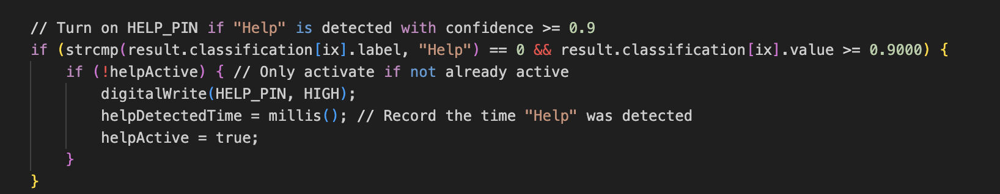 // Turn on HELP_PIN if "Help" is detected with confidence >= 0.9
if (strcmp(result.classification[ix].label, "Help") == 0 && result.classification[ix].value >= 0.9000) {
    if (!helpActive) { // Only activate if not already active
        digitalWrite(HELP_PIN, HIGH);
        helpDetectedTime = millis(); // Record the time "Help" was detected
        helpActive = true;
    }
}